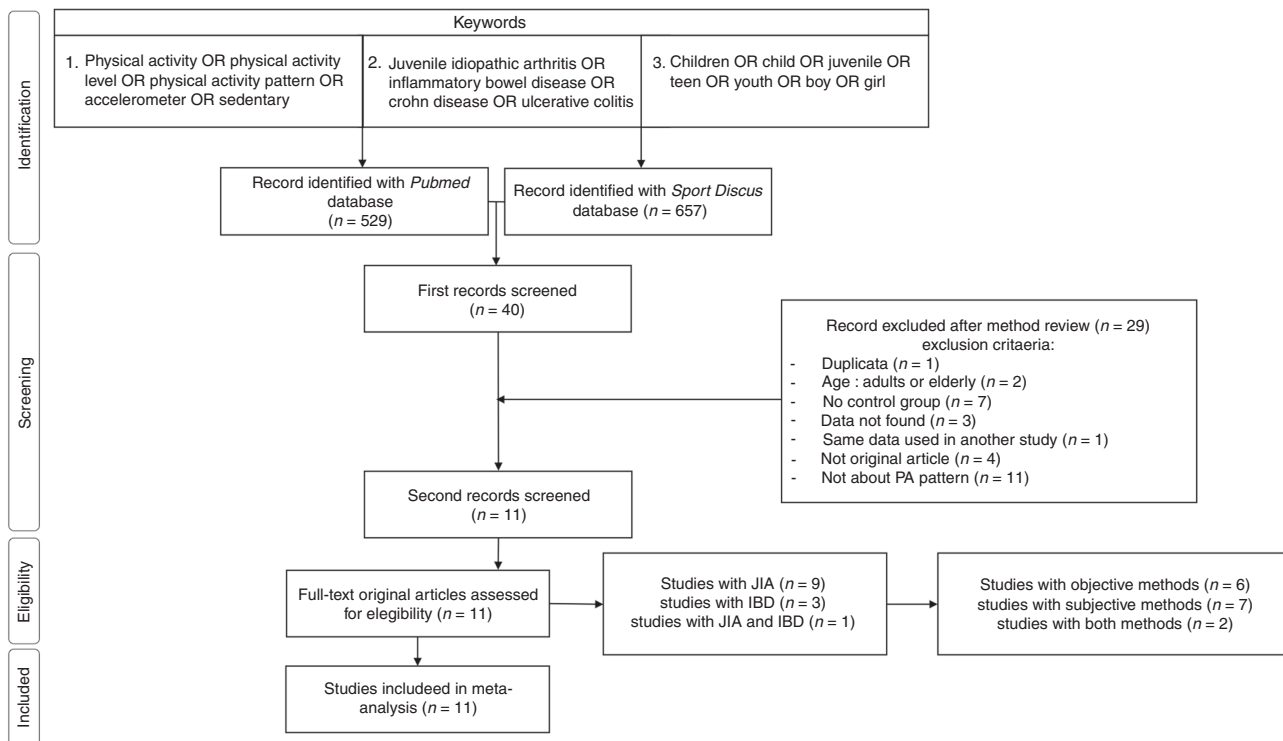 Identification
Keywords
1. Physical activity OR physical activity
level OR physical activity pattern OR
accelerometer OR sedentary
2. Juvenile idiopathic arthritis OR
inflammatory bowel disease OR
crohn disease OR ulcerative colitis
3. Children OR child OR juvenile OR
teen OR youth OR boy OR girl
Record identified with Pubmed
database
(n = 529)
Record identified with Sport Discus
database (n = 657)
Screening
First records screened
(n = 40)
Record excluded after method review (n = 29)
exclusion critaeria:
- Duplicata (n = 1)
- Age : adults or elderly (n = 2)
- No control group (n = 7)
- Data not found (n = 3)
- Same data used in another study (n = 1)
- Not original article (n = 4)
- Not about PA pattern (n = 11)
Second records screened
(n = 11)
Eligibility
Full-text original articles assessed
for elegibility (n = 11)
Studies with JIA (n = 9)
studies with IBD (n = 3)
studies with JIA and IBD (n = 1)
Studies with objective methods (n = 6)
studies with subjective methods (n = 7)
studies with both methods (n = 2)
Included
Studies includeed in meta-
analysis (n = 11)